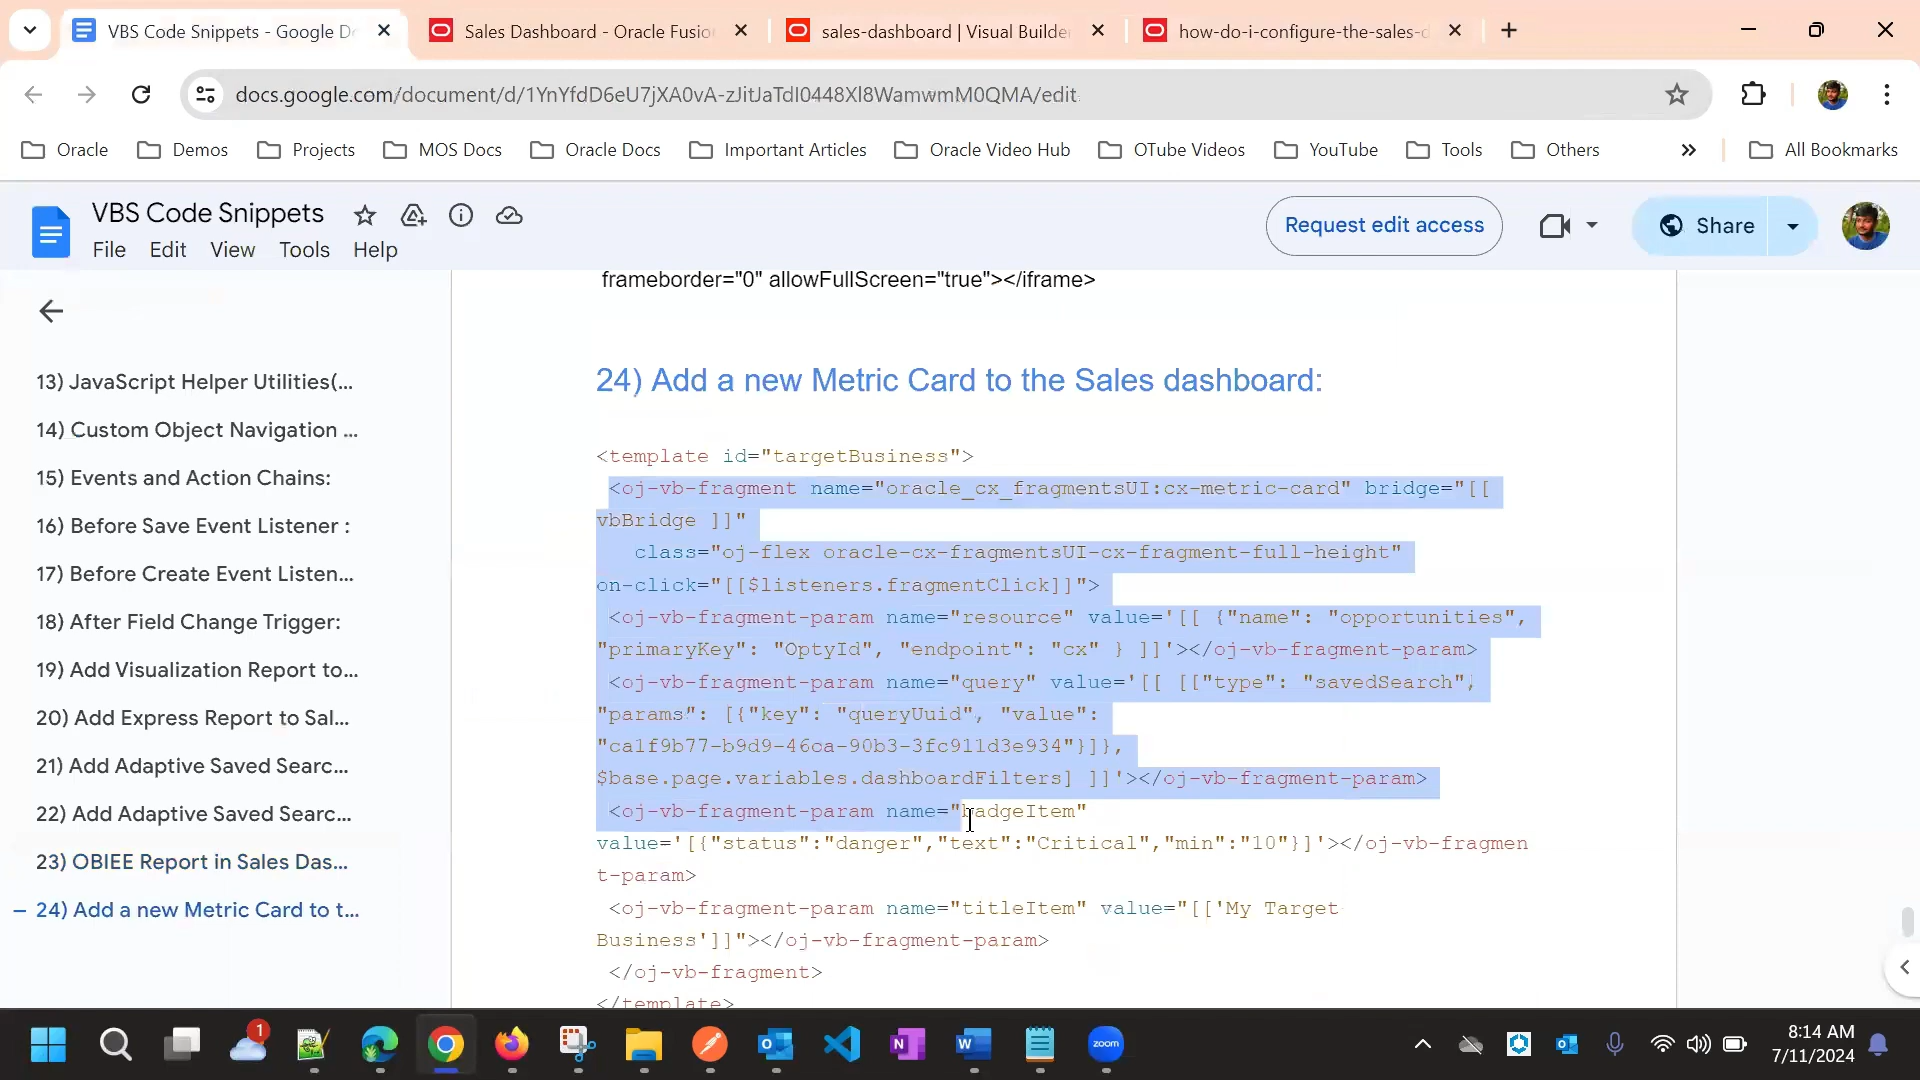 VBS Code Snippets - Google D
Sales Dashboard - Oracle Fusio
sales-dashboard | Visual Builde
how-do-i-configure-the-sales-d
docs.google.com/document/d/1YnYfdD6eU7jXA0vA-zJitJaTdI0448Xl8WamwmM0QMA/edit
Oracle
Demos
Projects
MOS Docs
Oracle Docs
Important Articles
Oracle Video Hub
OTube Videos
YouTube
Tools
Others
All Bookmarks
VBS Code Snippets
File Edit View Tools Help
Request edit access
Share
13) JavaScript Helper Utilities(...
14) Custom Object Navigation ...
15) Events and Action Chains:
16) Before Save Event Listener :
17) Before Create Event Listen...
18) After Field Change Trigger:
19) Add Visualization Report to...
20) Add Express Report to Sal...
21) Add Adaptive Saved Searc...
22) Add Adaptive Saved Searc...
23) OBIEE Report in Sales Das...
24) Add a new Metric Card to t...
frameborder="0" allowFullScreen="true"></iframe>
24) Add a new Metric Card to the Sales dashboard:
<template id="targetBusiness">
<oj-vb-fragment name="oracle_cx_fragmentsUI:cx-metric-card" bridge="[[
vbBridge ]]"
class="oj-flex oracle-cx-fragmentsUI-cx-fragment-full-height"
on-click="[[$listeners.fragmentClick]]">
<oj-vb-fragment-param name="resource" value='[[ {"name": "opportunities",
"primaryKey": "OptyId", "endpoint": "cx" } ]]'></oj-vb-fragment-param>
<oj-vb-fragment-param name="query" value='[[ [{"type": "savedSearch",
"params": [{"key": "queryUuid", "value":
"ca1f9b77-b9d9-46ca-90b3-3fc911d3e934"}]},
$base.page.variables.dashboardFilters] ]]'></oj-vb-fragment-param>
<oj-vb-fragment-param name="badgeItem"
value='[{"status":"danger","text":"Critical","min":"10"}]'></oj-vb-fragmen
t-param>
<oj-vb-fragment-param name="titleItem" value="[['My Target
Business']]"></oj-vb-fragment-param>
</oj-vb-fragment>
</template>
1
zoom
8:14 AM
7/11/2024